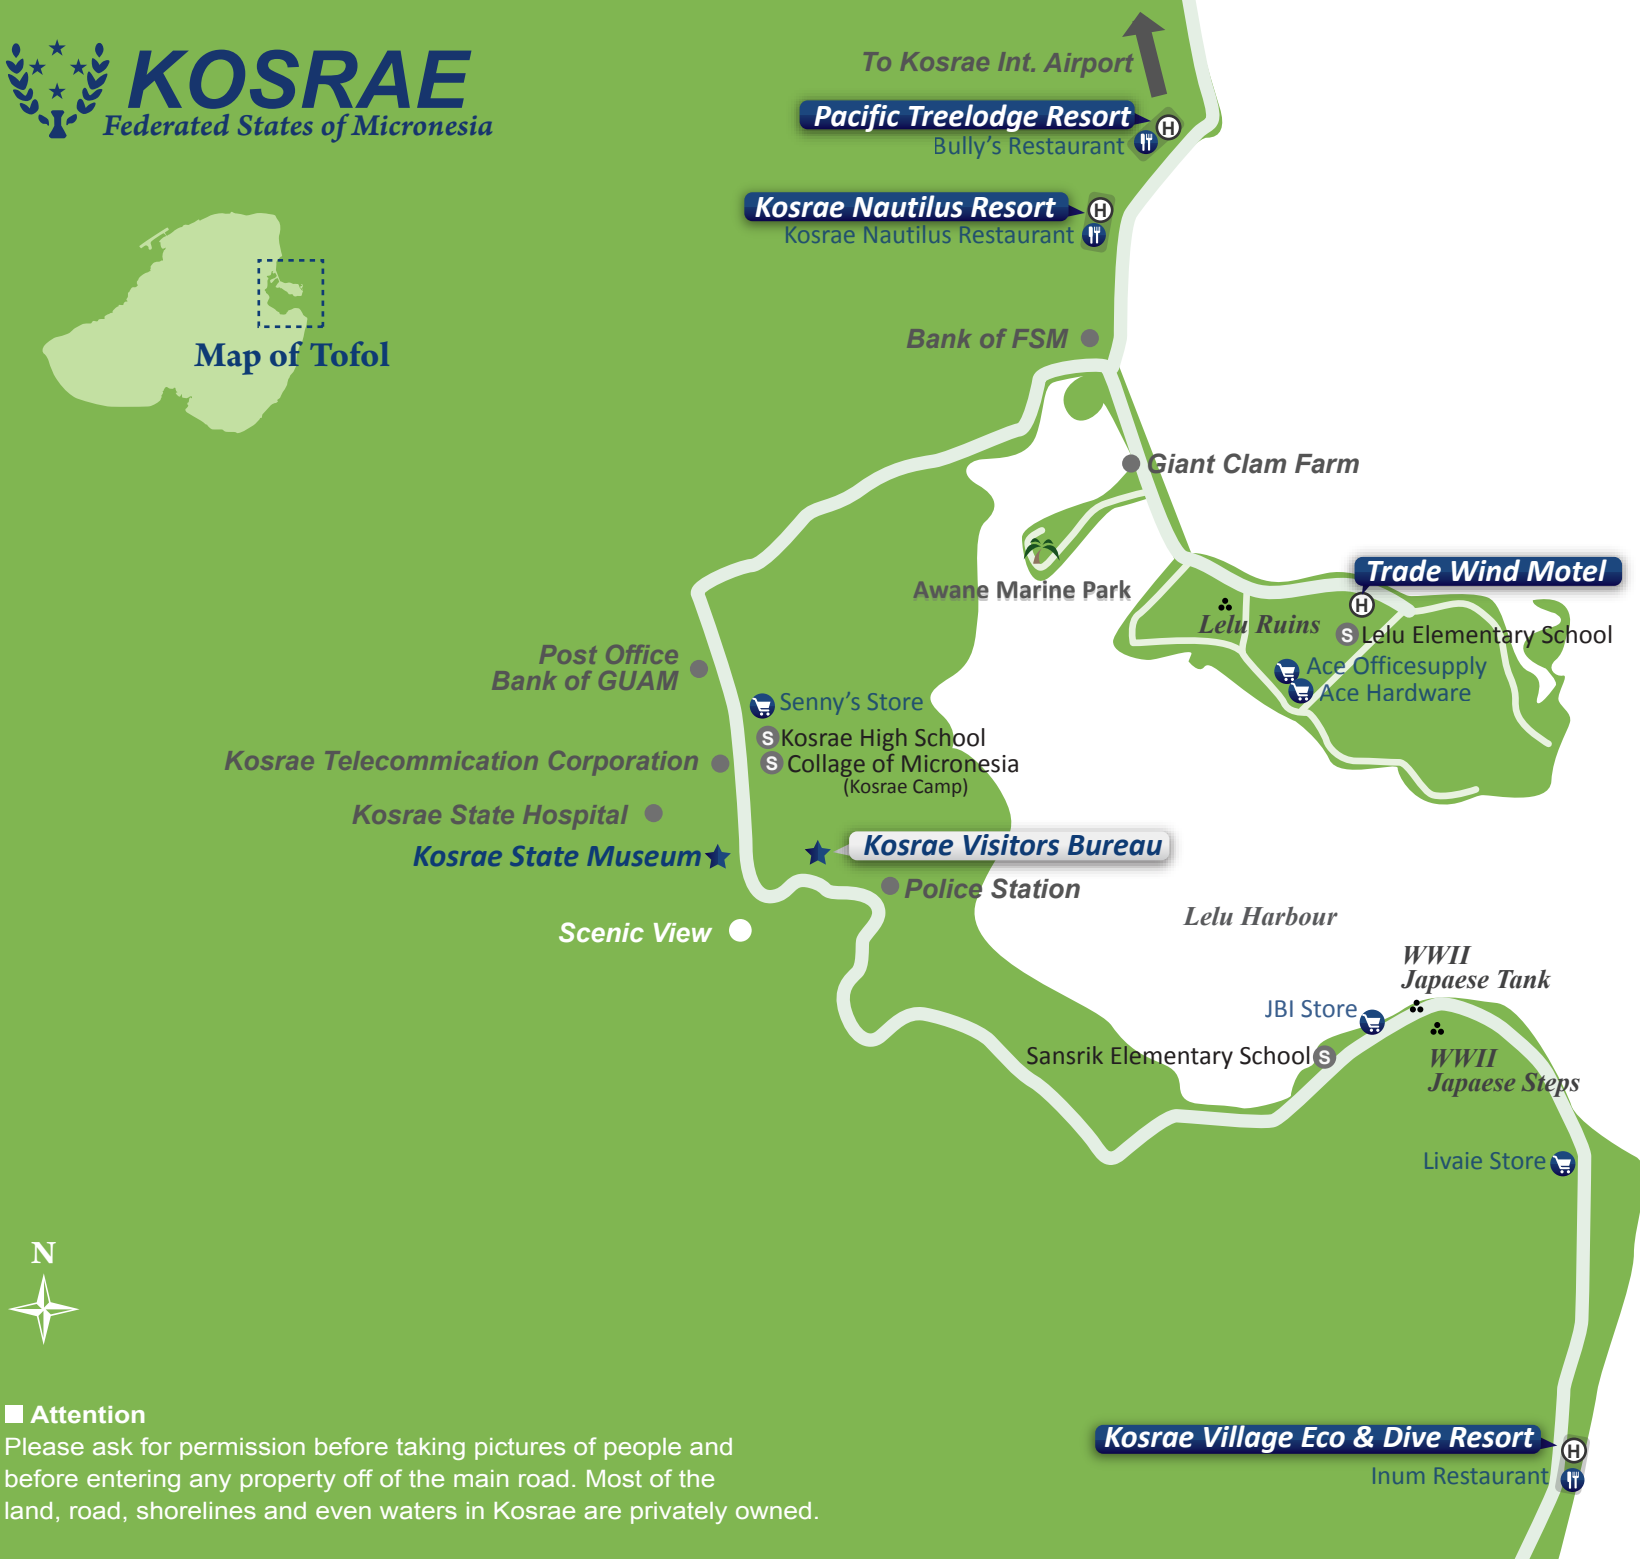 KOSRAE
Federated States of Micronesia
Map of Tofol
To Kosrae Int. Airport
Pacific Treelodge Resort
H
Bully's Restaurant
Kosrae Nautilus Resort
H
Kosrae Nautilus Restaurant
Bank of FSM
Giant Clam Farm
Awane Marine Park
Trade Wind Motel
H
Lelu Ruins
S Lelu Elementary School
Ace Officesupply
Ace Hardware
Post Office
Bank of GUAM
Senny's Store
S Kosrae High School
Kosrae Telecommication Corporation
S Collage of Micronesia
(Kosrae Camp)
Kosrae State Hospital
Kosrae State Museum
Kosrae Visitors Bureau
Police Station
Scenic View
Lelu Harbour
WWII
Japaese Tank
JBI Store
Sansrik Elementary School S
WWII
Japaese Steps
Livaie Store
N
Kosrae Village Eco & Dive Resort
H
Inum Restaurant
Attention
Please ask for permission before taking pictures of people and
before entering any property off of the main road. Most of the
land, road, shorelines and even waters in Kosrae are privately owned.